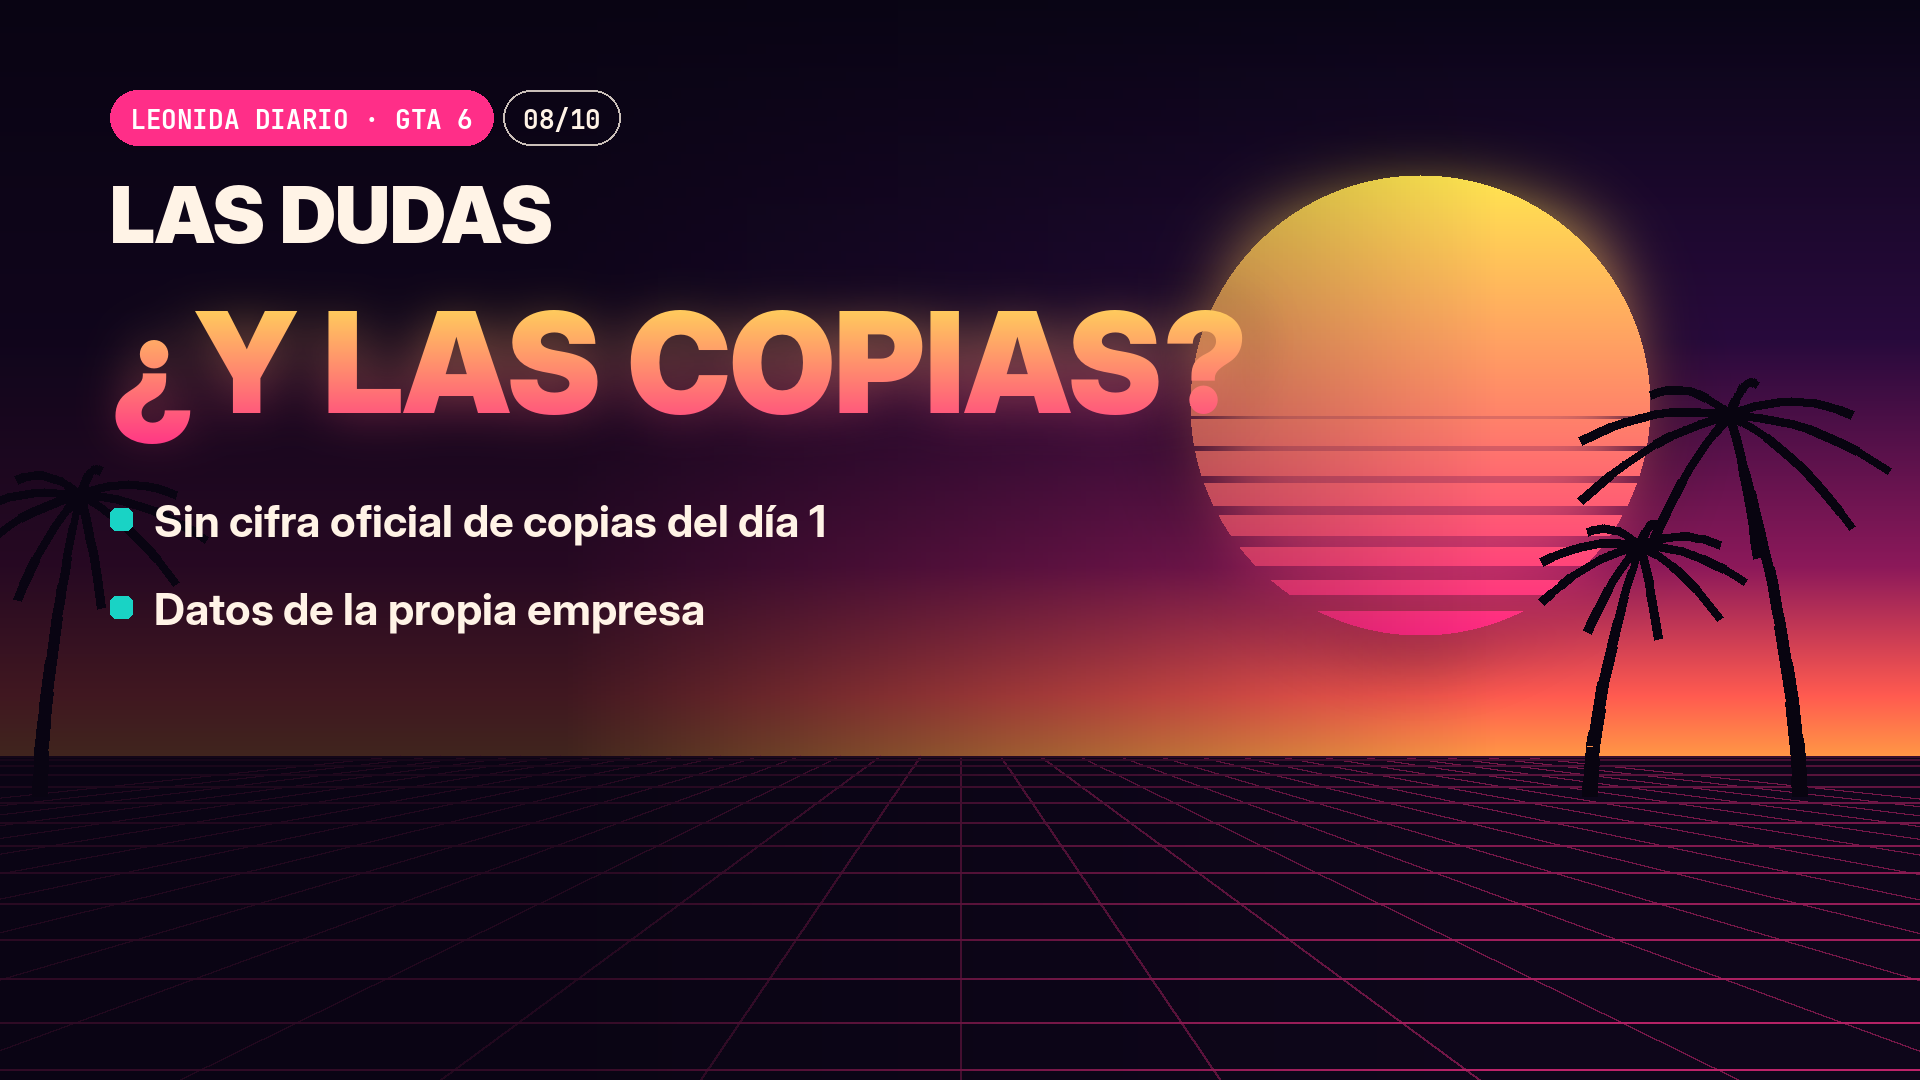 LEONIDA DIARIO · GTA 6
08/10
LAS DUDAS
¿Y LAS COPIAS?
Sin cifra oficial de copias del día 1
Datos de la propia empresa